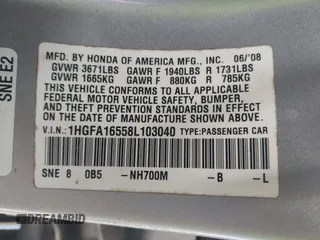 SNE E2
MFD. BY HONDA OF AMERICA MFG., INC. 06/'08
GVWR 3671LBS GAWR F 1940LBS R 1731LBS
GVWR 1665KG GAWR F 880KG R 785KG
THIS VEHICLE CONFORMS TO ALL APPLICABLE
FEDERAL MOTOR VEHICLE SAFETY, BUMPER,
AND THEFT PREVENTION STANDARDS IN EFFECT
ON THE DATE OF MANUFACTURE SHOWN ABOVE.
V.I.N.: 1HGFA16558L103040 TYPE:PASSENGER CAR
SNE 8 0B5 -NH700M -B -L
DREAMBID